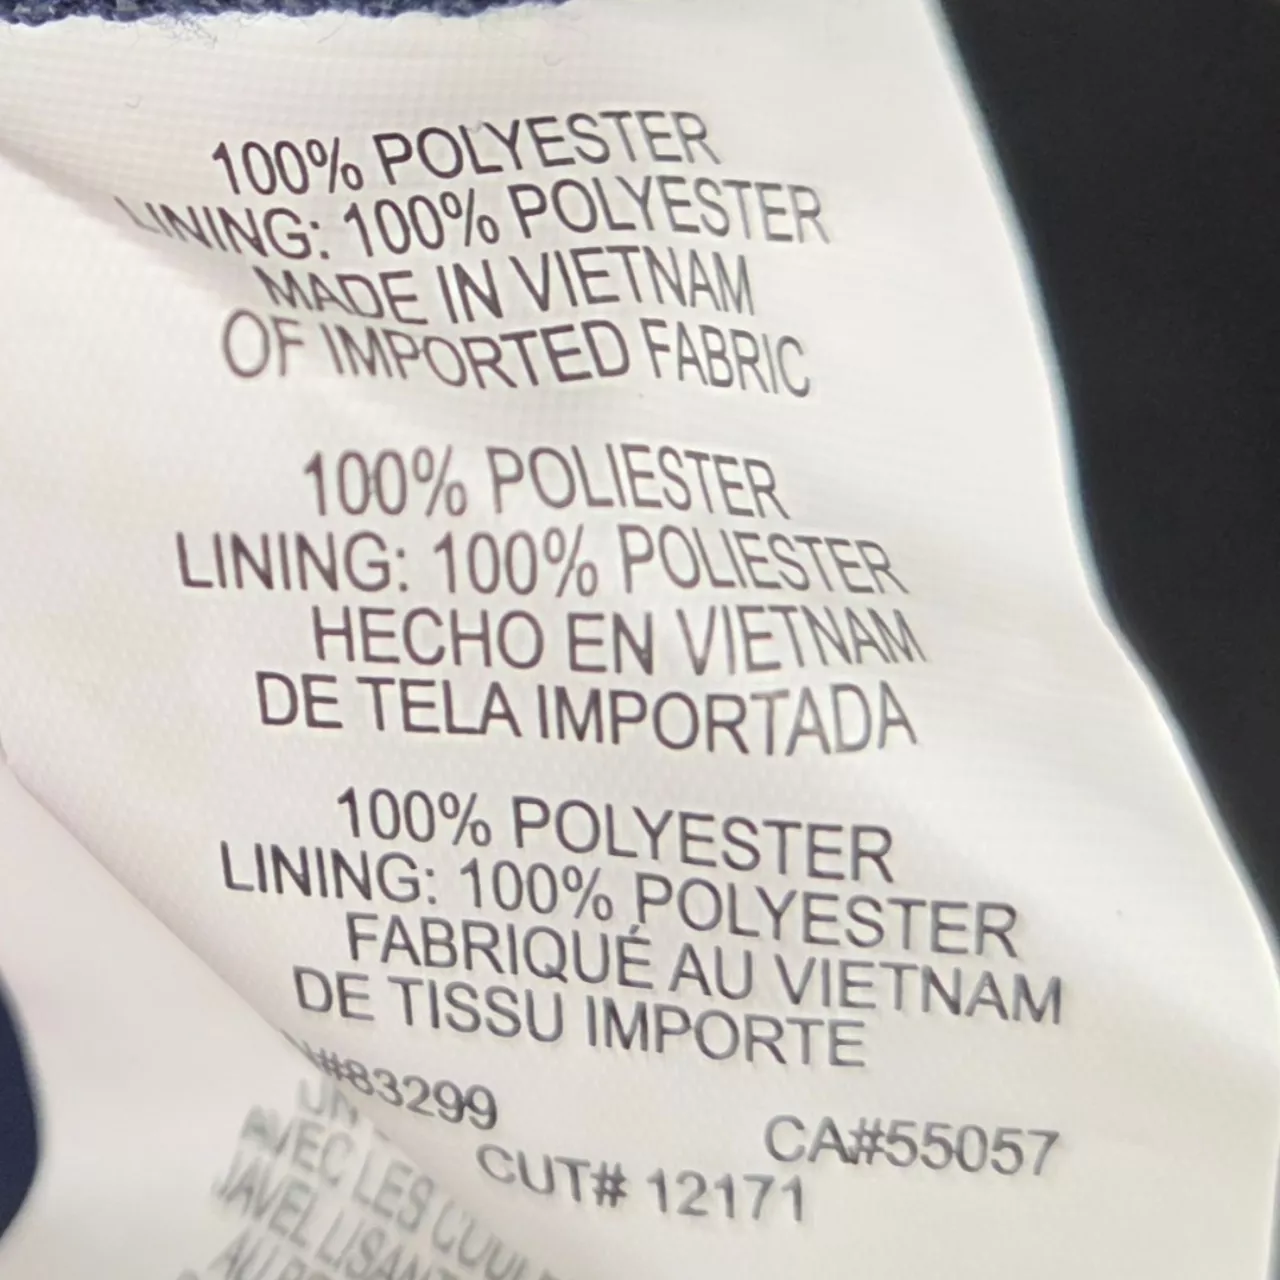 100% POLYESTER
LINING: 100% POLYESTER
MADE IN VIETNAM
OF IMPORTED FABRIC
100% POLIESTER
LINING: 100% POLIESTER
HECHO EN VIETNAM
DE TELA IMPORTADA
100% POLYESTER
LINING: 100% POLYESTER
FABRIQUÉ AU VIETNAM
DE TISSU IMPORTE
#83299
CA#55057
CUT# 12171
AVEC LES
JAVEL
AU